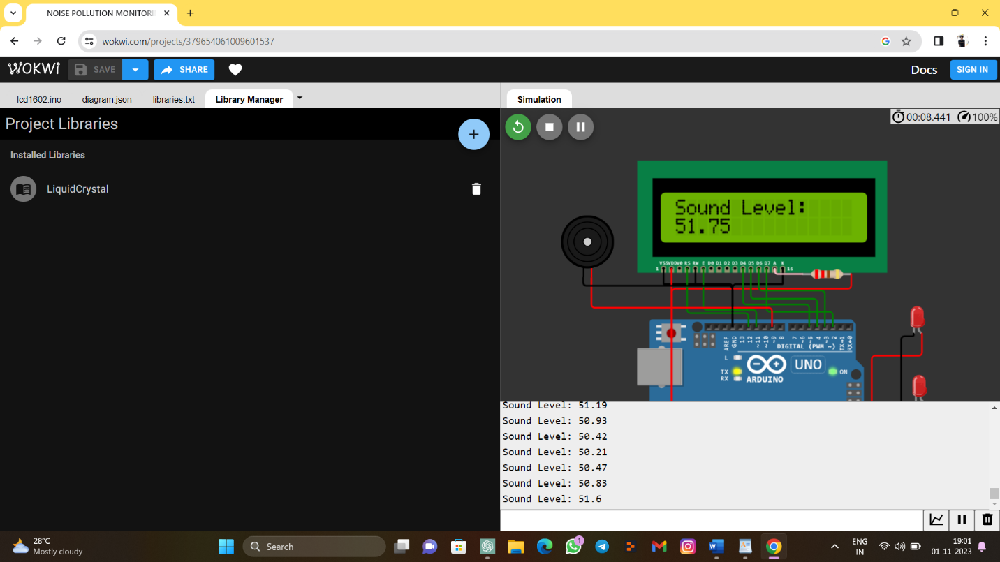 NOISE POLLUTION MONITORI
wokwi.com/projects/379654061009601537
WOKWi
SAVE
SHARE
Docs
SIGN IN
lcd1602.ino
diagram.json
libraries.txt
Library Manager
Simulation
Project Libraries
00:08.441
100%
Installed Libraries
LiquidCrystal
Sound Level:
51.75
1 VSS VDD V0 RS RW E D0 D1 D2 D3 D4 D5 D6 D7 A K 16
AREF GND 13 12 ~11 ~10 ~9 8 7 ~6 ~5 4 ~3 2 TX→1 RX←0
DIGITAL (PWM ~)
L
TX
RX
UNO
ON
ARDUINO
Sound Level: 51.19
Sound Level: 50.93
Sound Level: 50.42
Sound Level: 50.21
Sound Level: 50.47
Sound Level: 50.83
Sound Level: 51.6
28°C
Mostly cloudy
Search
1
ENG
IN
19:01
01-11-2023